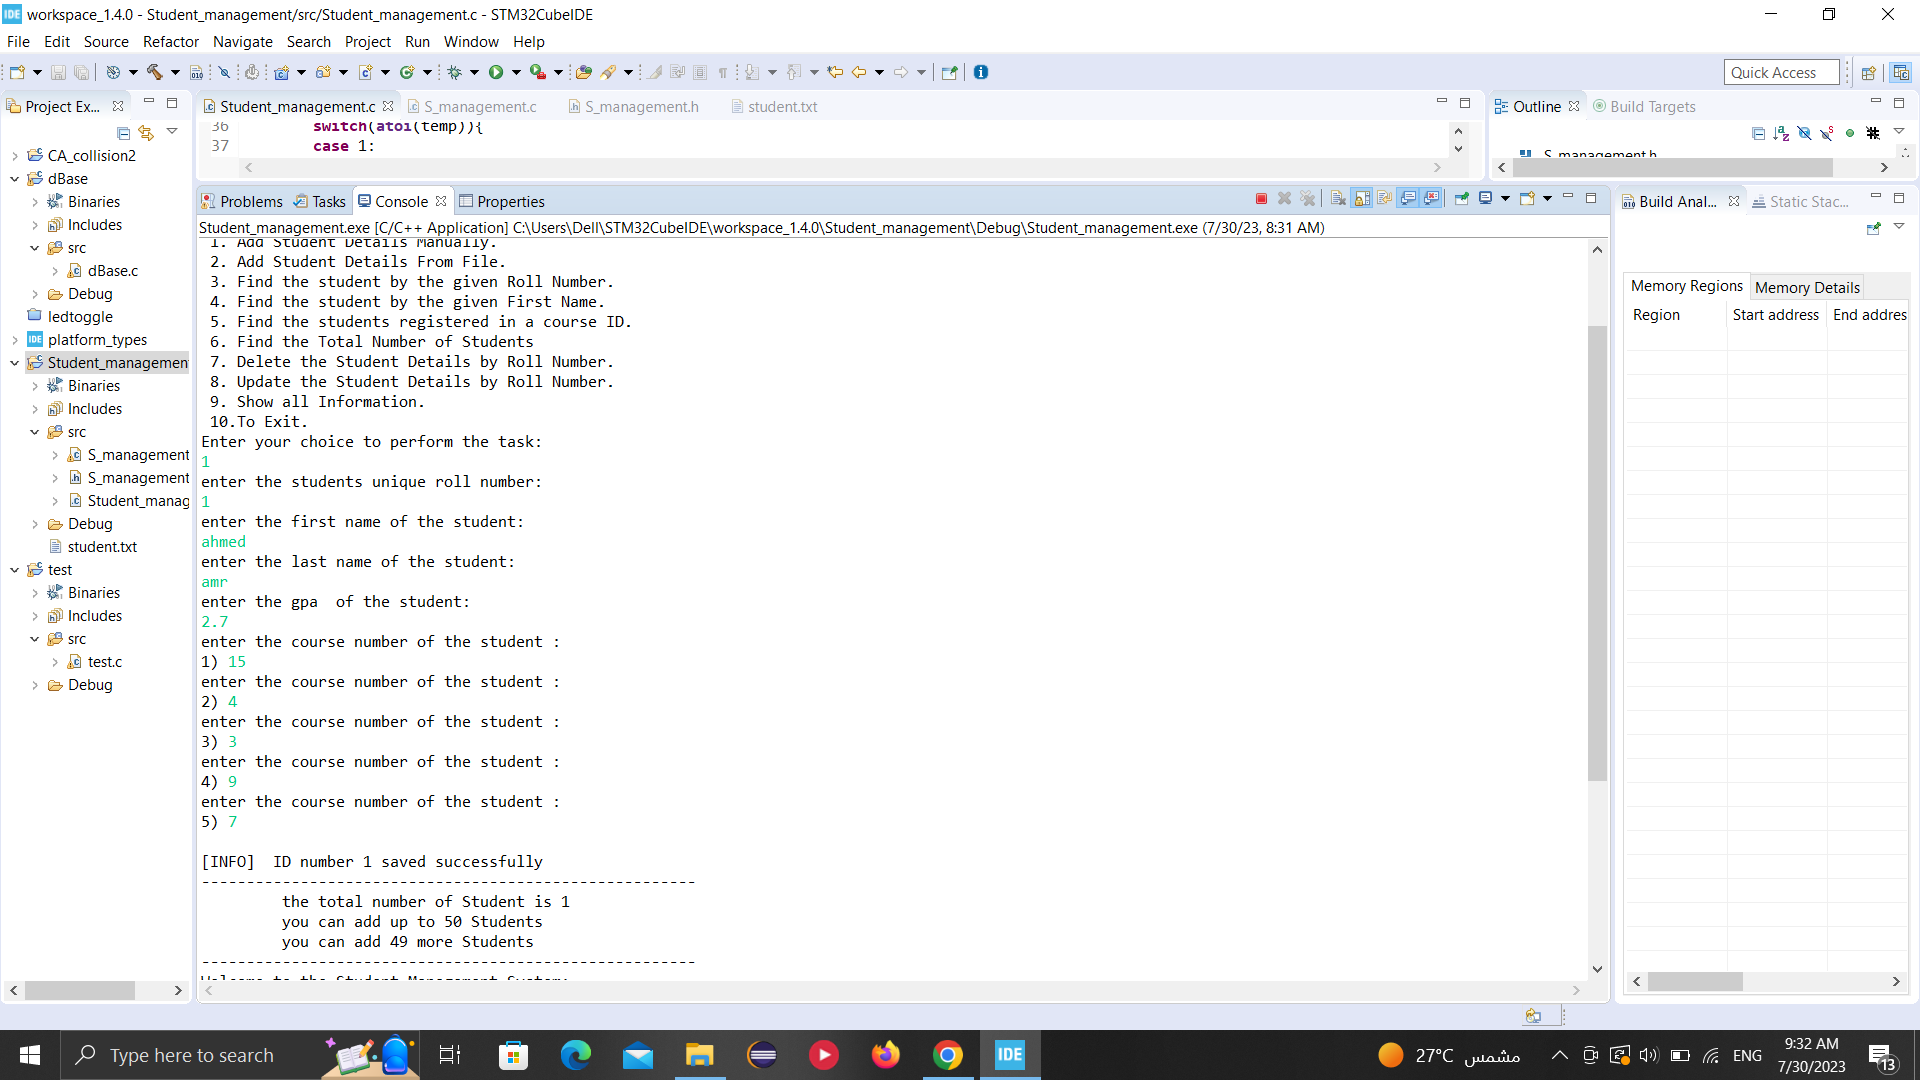 IDE workspace_1.4.0 - Student_management/src/Student_management.c - STM32CubeIDE
File Edit Source Refactor Navigate Search Project Run Window Help
Quick Access
Project Ex...
CA_collision2
dBase
Binaries
Includes
src
dBase.c
Debug
ledtoggle
IDE platform_types
Student_managemen
Binaries
Includes
src
S_management
S_management
Student_manag
Debug
student.txt
test
Binaries
Includes
src
test.c
Debug
Student_management.c S_management.c S_management.h student.txt
36 switch(atoi(temp)){
37 case 1:
Problems Tasks Console Properties
Student_management.exe [C/C++ Application] C:\Users\Dell\STM32CubeIDE\workspace_1.4.0\Student_management\Debug\Student_management.exe (7/30/23, 8:31 AM)
1. Add Student Details Manually.
2. Add Student Details From File.
3. Find the student by the given Roll Number.
4. Find the student by the given First Name.
5. Find the students registered in a course ID.
6. Find the Total Number of Students
7. Delete the Student Details by Roll Number.
8. Update the Student Details by Roll Number.
9. Show all Information.
10.To Exit.
Enter your choice to perform the task:
1
enter the students unique roll number:
1
enter the first name of the student:
ahmed
enter the last name of the student:
amr
enter the gpa  of the student:
2.7
enter the course number of the student :
1) 15
enter the course number of the student :
2) 4
enter the course number of the student :
3) 3
enter the course number of the student :
4) 9
enter the course number of the student :
5) 7
[INFO]  ID number 1 saved successfully
-------------------------------------------------------
the total number of Student is 1
you can add up to 50 Students
you can add 49 more Students
-------------------------------------------------------
Welcome to the Student Management System
Outline Build Targets
S_management.h
Build Anal... Static Stac...
Memory Regions Memory Details
Region Start address End addres
Type here to search
IDE
27°C مشمس
ENG
9:32 AM
7/30/2023
13